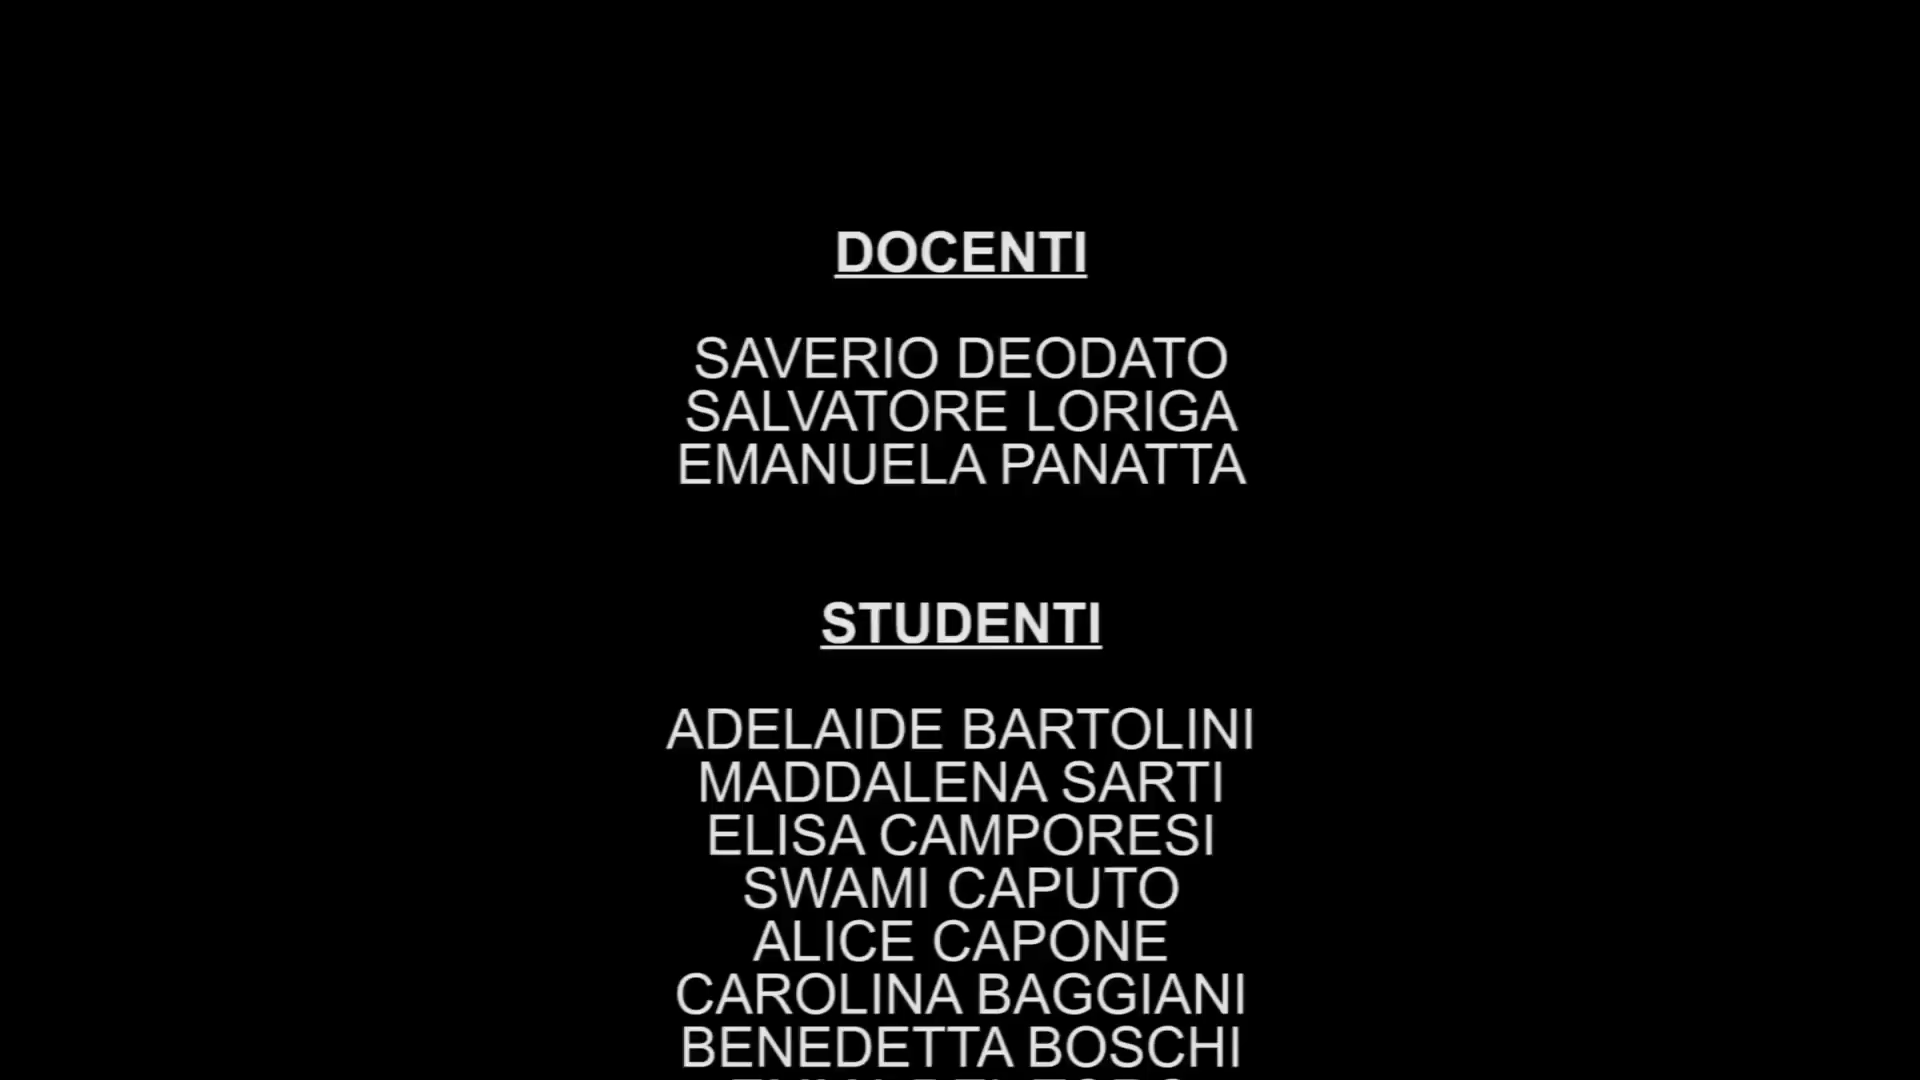 DOCENTI
SAVERIO DEODATO
SALVATORE LORIGA
EMANUELA PANATTA
STUDENTI
ADELAIDE BARTOLINI
MADDALENA SARTI
ELISA CAMPORESI
SWAMI CAPUTO
ALICE CAPONE
CAROLINA BAGGIANI
BENEDETTA BOSCHI